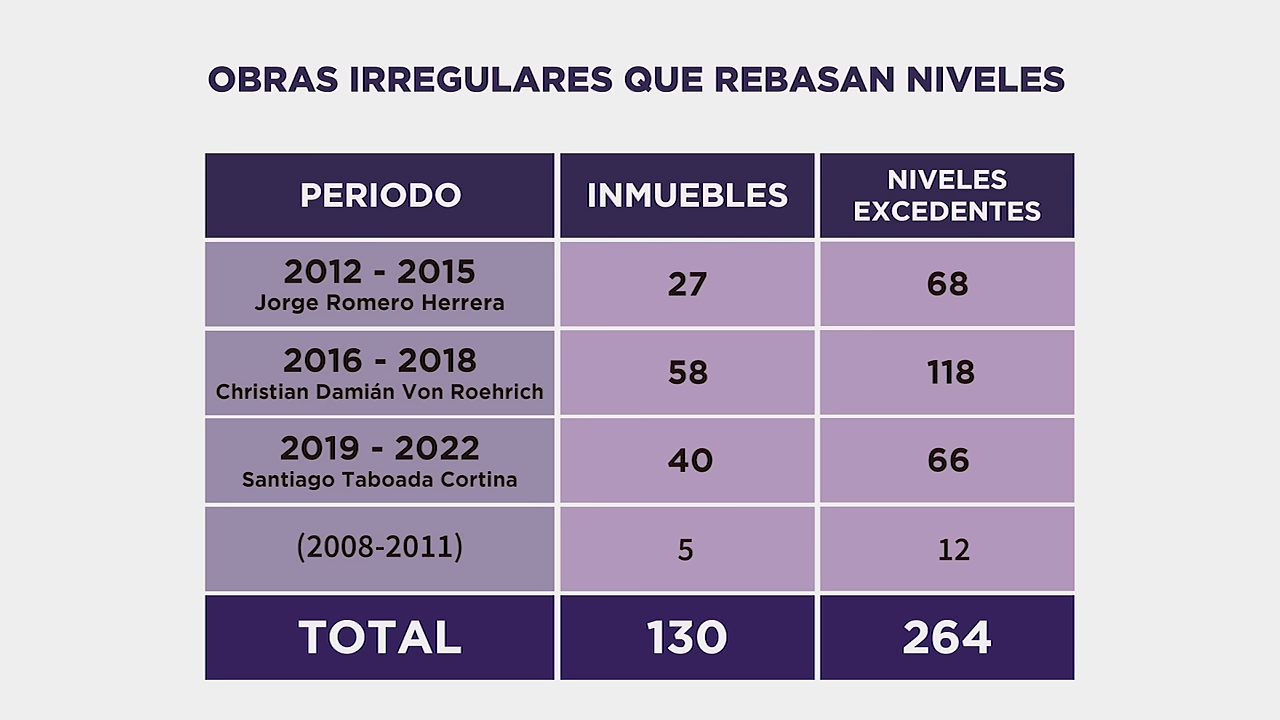 OBRAS IRREGULARES QUE REBASAN NIVELES
PERIODO
INMUEBLES
NIVELES
EXCEDENTES
2012 - 2015
Jorge Romero Herrera
27
68
2016 - 2018
Christian Damián Von Roehrich
58
118
2019 - 2022
Santiago Taboada Cortina
40
66
(2008-2011)
5
12
TOTAL
130
264